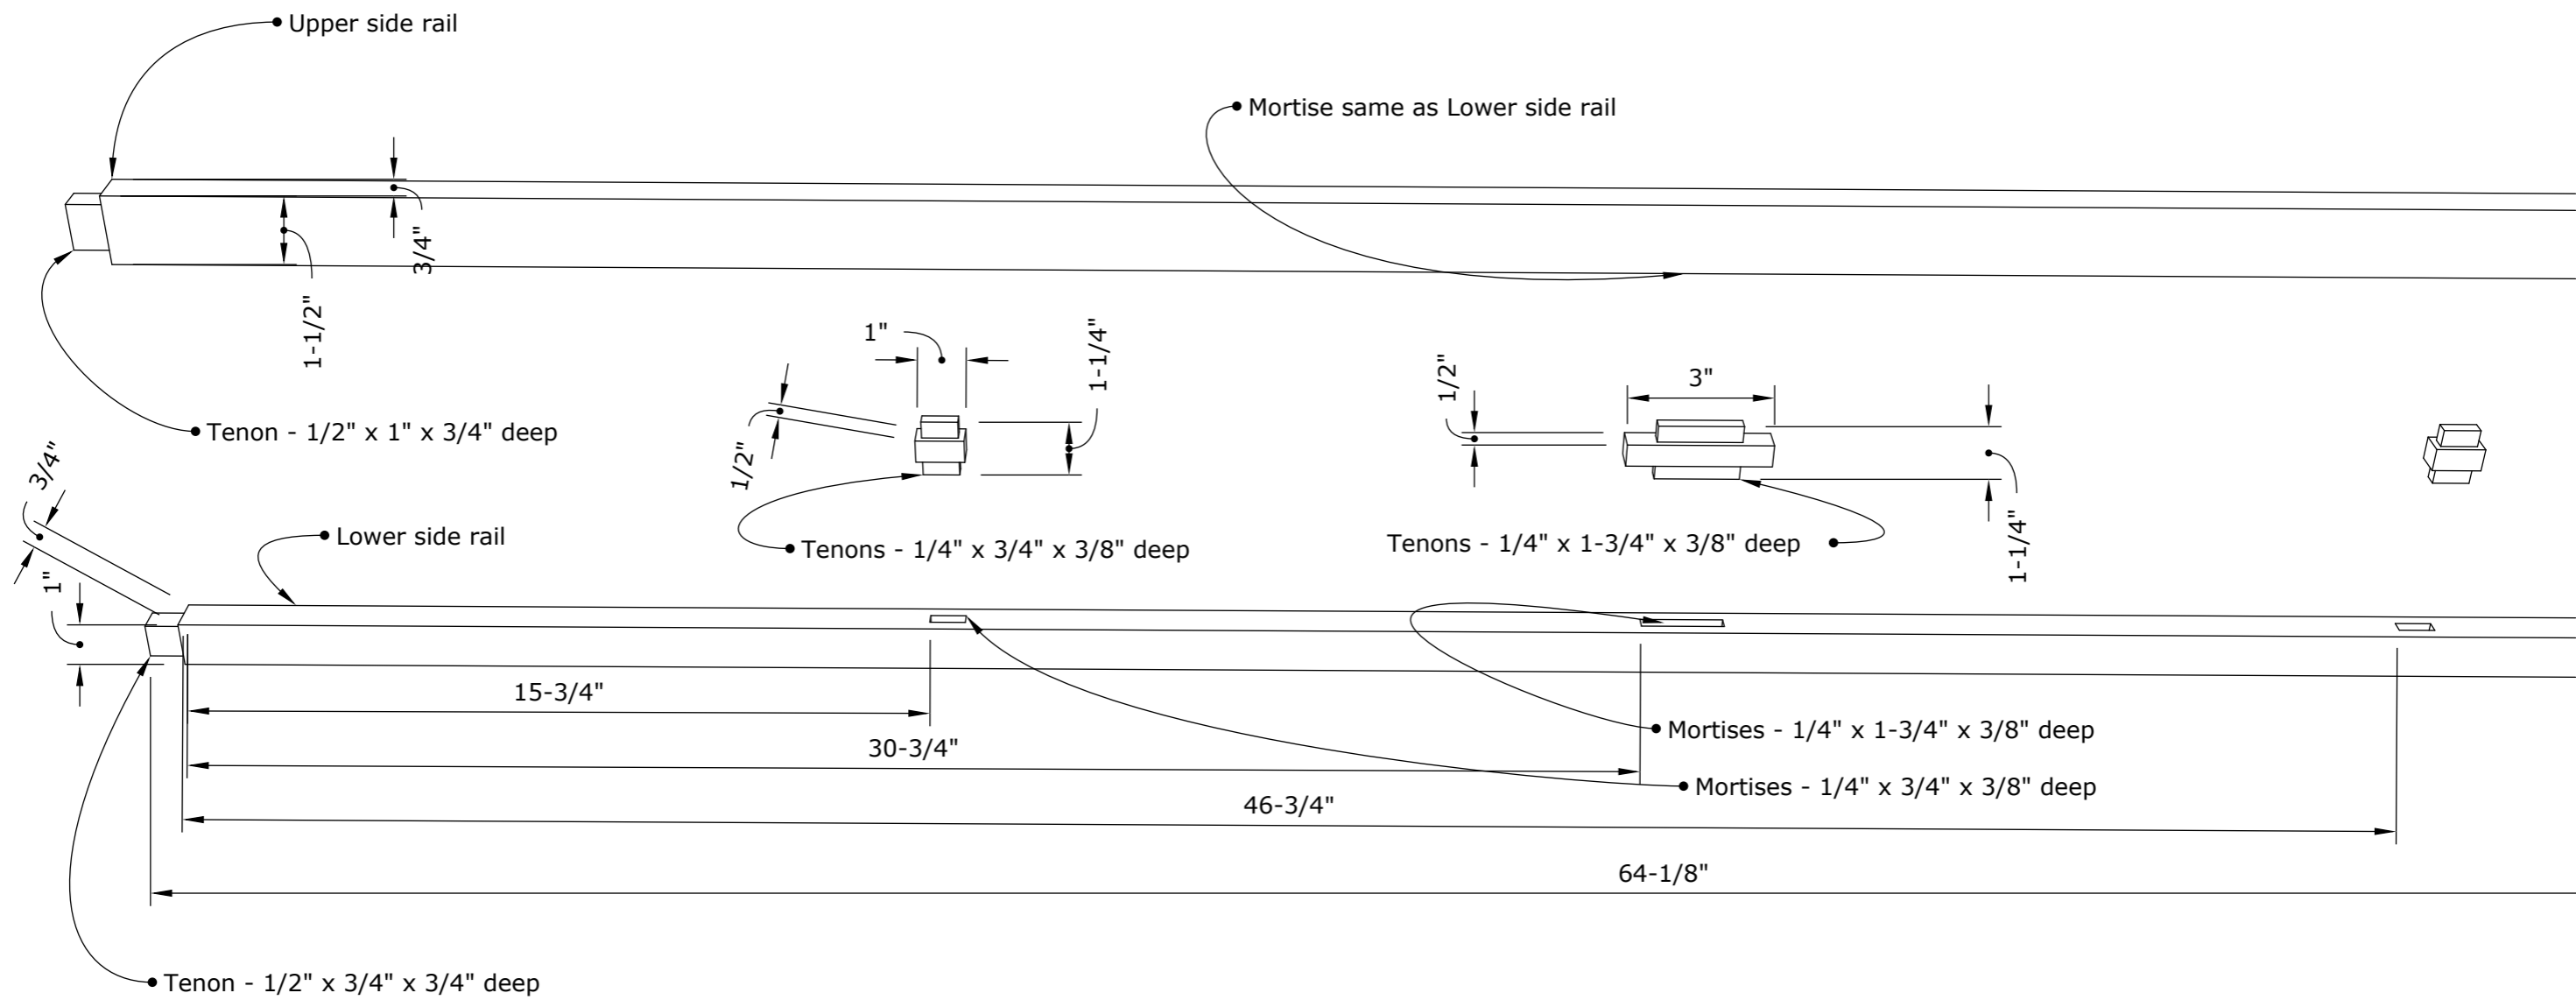 Upper side rail
Mortise same as Lower side rail
3/4"
1-1/2"
1"
1-1/4"
1/2"
3"
Tenon - 1/2" x 1" x 3/4" deep
3/4"
1/2"
Lower side rail
Tenons - 1/4" x 3/4" x 3/8" deep
Tenons - 1/4" x 1-3/4" x 3/8" deep
1-1/4"
1"
15-3/4"
Mortises - 1/4" x 1-3/4" x 3/8" deep
30-3/4"
Mortises - 1/4" x 3/4" x 3/8" deep
46-3/4"
64-1/8"
Tenon - 1/2" x 3/4" x 3/4" deep